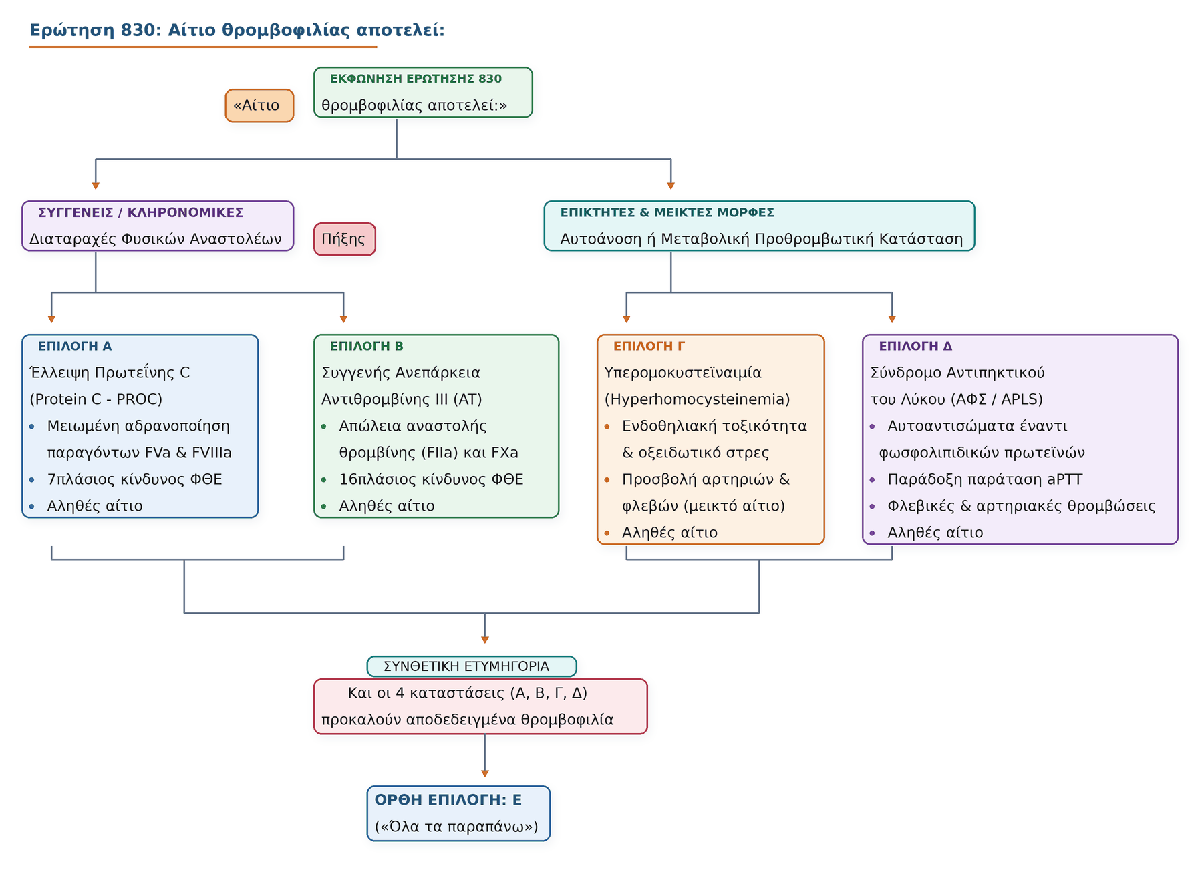 Ερώτηση 830: Αίτιο θρομβοφιλίας αποτελεί:
ΕΚΦΩΝΗΣΗ ΕΡΩΤΗΣΗΣ 830
«Αίτιο
θρομβοφιλίας αποτελεί:»
ΣΥΓΓΕΝΕΙΣ / ΚΛΗΡΟΝΟΜΙΚΕΣ
Διαταραχές Φυσικών Αναστολέων
Πήξης
ΕΠΙΚΤΗΤΕΣ & ΜΕΙΚΤΕΣ ΜΟΡΦΕΣ
Αυτοάνοση ή Μεταβολική Προθρομβωτική Κατάσταση
ΕΠΙΛΟΓΗ Α
Έλλειψη Πρωτεΐνης C
(Protein C - PROC)
• Μειωμένη αδρανοποίηση
παραγόντων FVa & FVIIIa
• 7πλάσιος κίνδυνος ΦΘΕ
• Αληθές αίτιο
ΕΠΙΛΟΓΗ Β
Συγγενής Ανεπάρκεια
Αντιθρομβίνης III (AT)
• Απώλεια αναστολής
θρομβίνης (FIIa) και FXa
• 16πλάσιος κίνδυνος ΦΘΕ
• Αληθές αίτιο
ΕΠΙΛΟΓΗ Γ
Υπερομοκυστεϊναιμία
(Hyperhomocysteinemia)
• Ενδοθηλιακή τοξικότητα
& οξειδωτικό στρες
• Προσβολή αρτηριών &
φλεβών (μεικτό αίτιο)
• Αληθές αίτιο
ΕΠΙΛΟΓΗ Δ
Σύνδρομο Αντιπηκτικού
του Λύκου (ΑΦΣ / APLS)
• Αυτοαντισώματα έναντι
φωσφολιπιδικών πρωτεϊνών
• Παράδοξη παράταση aPTT
• Φλεβικές & αρτηριακές θρομβώσεις
• Αληθές αίτιο
ΣΥΝΘΕΤΙΚΗ ΕΤΥΜΗΓΟΡΙΑ
Και οι 4 καταστάσεις (Α, Β, Γ, Δ)
προκαλούν αποδεδειγμένα θρομβοφιλία
ΟΡΘΗ ΕΠΙΛΟΓΗ: Ε
(«Όλα τα παραπάνω»)